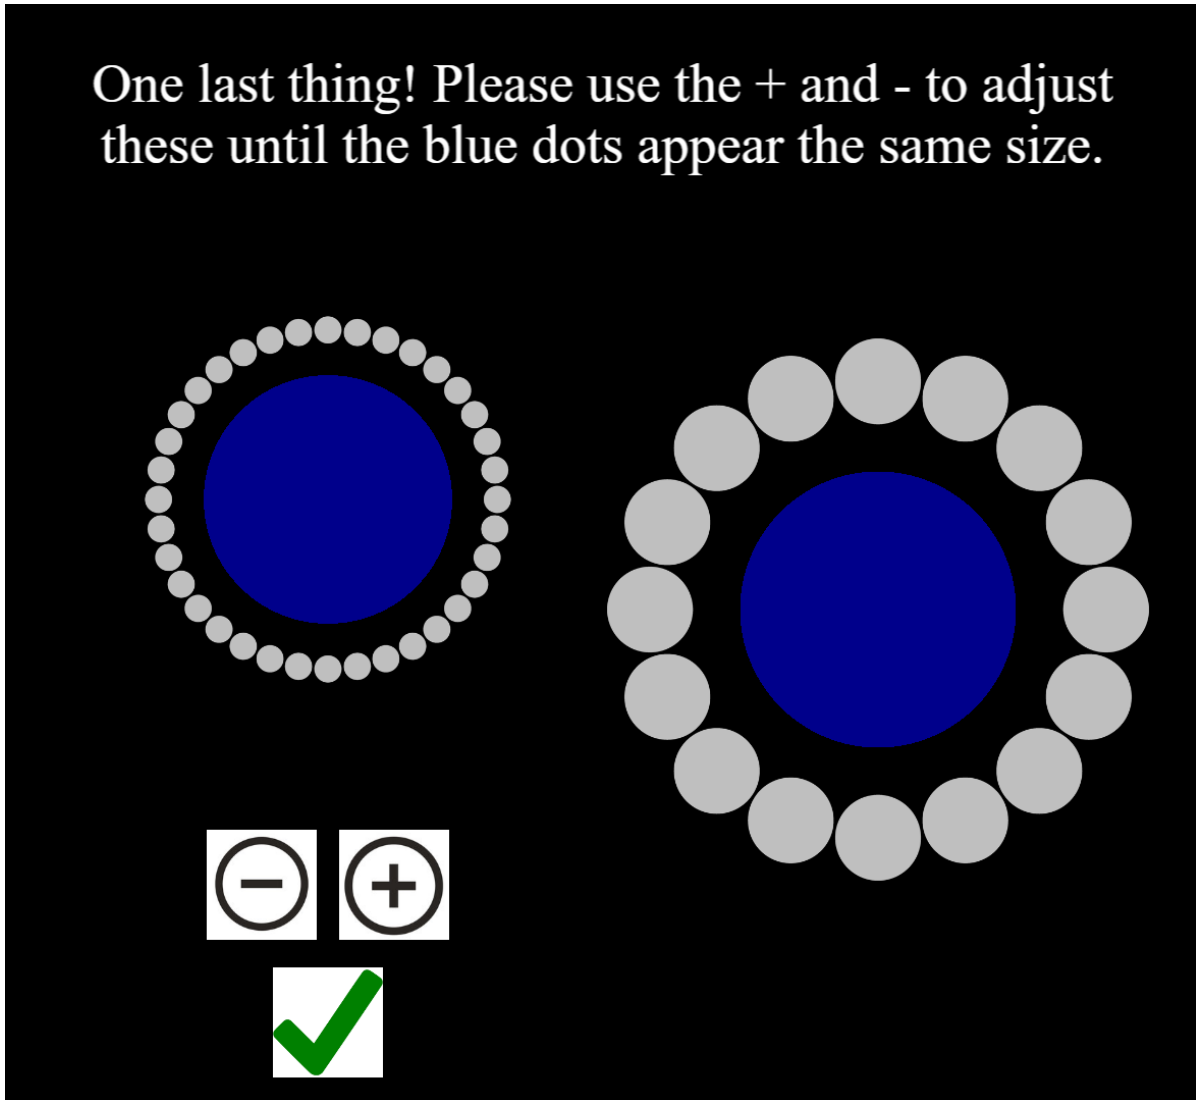 One last thing! Please use the + and - to adjust
these until the blue dots appear the same size.